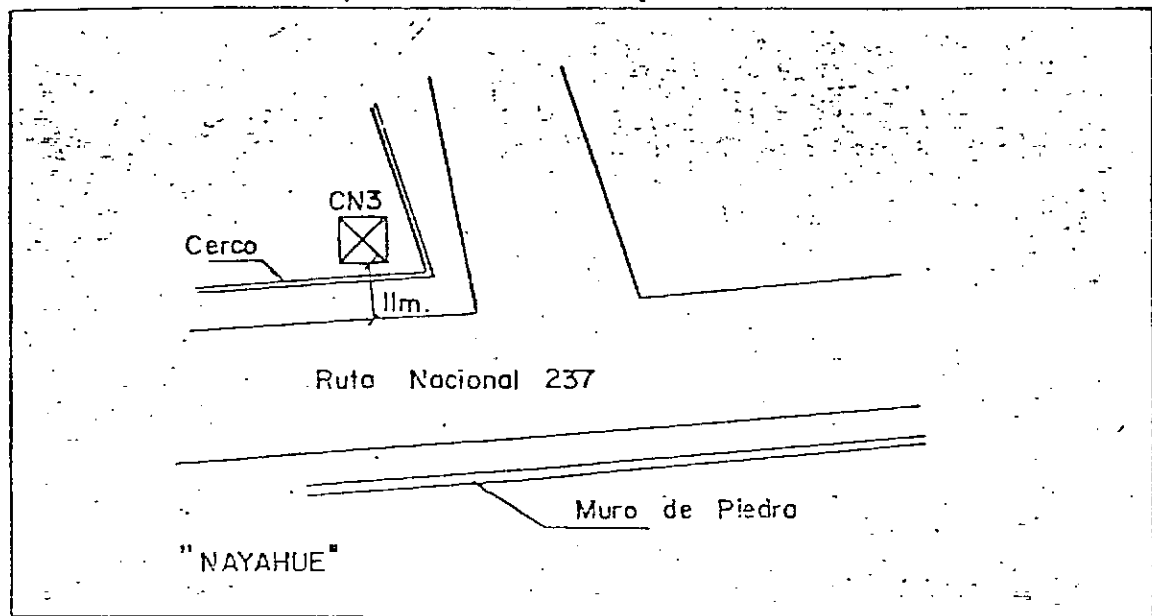 CN3
Cerco
11m.
Ruta Nacional 237
Muro de Piedra
"NAYAHUE"